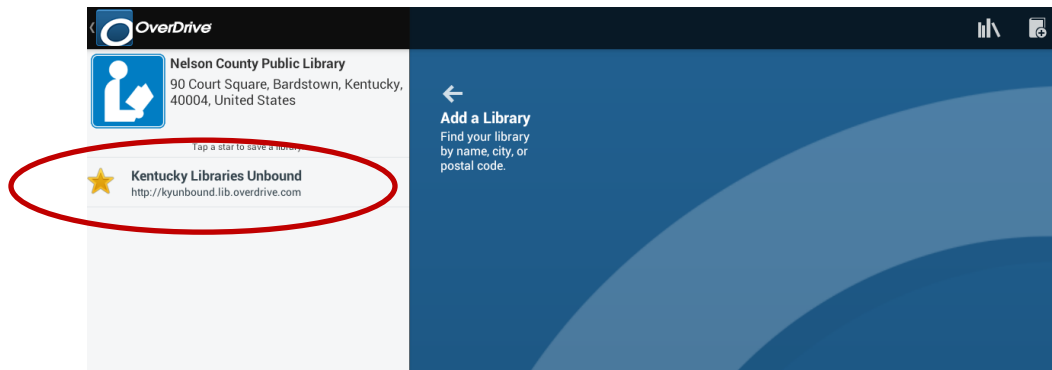 OverDrive
Nelson County Public Library
90 Court Square, Bardstown, Kentucky,
40004, United States
Tap a star to save a library
Kentucky Libraries Unbound
http://kyunbound.lib.overdrive.com
Add a Library
Find your library
by name, city, or
postal code.